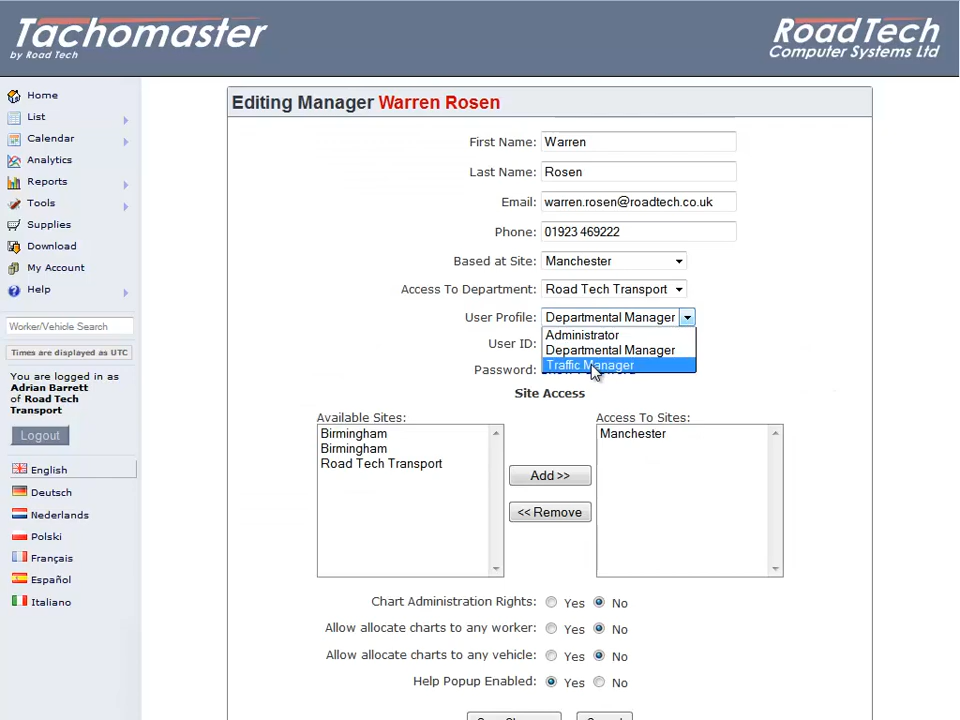 Tachomaster
by Road Tech
RoadTech
Computer Systems Ltd
Home
List
Calendar
Analytics
Reports
Tools
Supplies
Download
My Account
Help
Worker/Vehicle Search
Times are displayed as UTC
You are logged in as
Adrian Barrett
of Road Tech
Transport
Logout
English
Deutsch
Nederlands
Polski
Français
Español
Italiano
Editing Manager Warren Rosen
First Name: Warren
Last Name: Rosen
Email: warren.rosen@roadtech.co.uk
Phone: 01923 469222
Based at Site: Manchester
Access To Department: Road Tech Transport
User Profile: Departmental Manager
Administrator
User ID:
Departmental Manager
Traffic Manager
Password:
Site Access
Available Sites:
Birmingham
Birmingham
Road Tech Transport
Add >>
<< Remove
Access To Sites:
Manchester
Chart Administration Rights: Yes No
Allow allocate charts to any worker: Yes No
Allow allocate charts to any vehicle: Yes No
Help Popup Enabled: Yes No